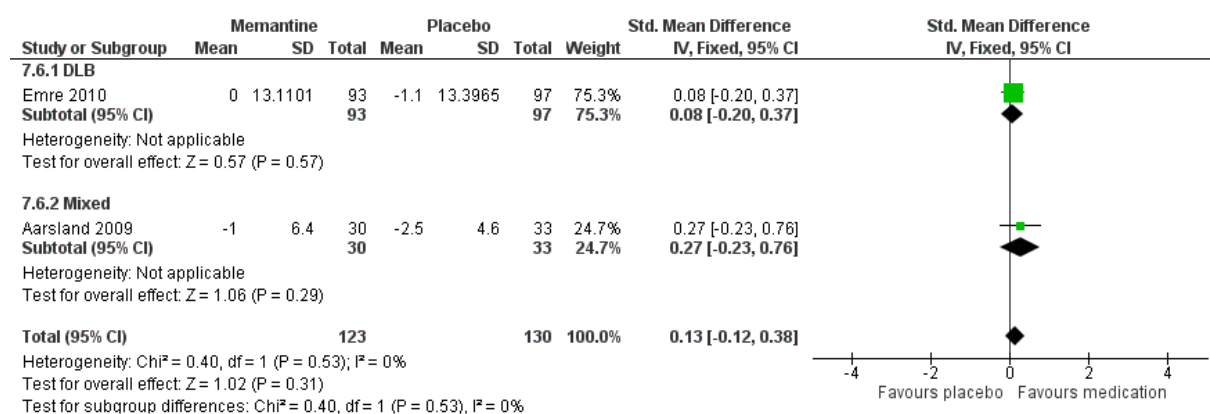 Memantine Placebo Std. Mean Difference Std. Mean Difference
Study or Subgroup Mean SD Total Mean SD Total Weight IV, Fixed, 95% CI IV, Fixed, 95% CI
7.6.1 DLB
Emre 2010 0 13.1101 93 -1.1 13.3965 97 75.3% 0.08 [-0.20, 0.37]
Subtotal (95% CI) 93 97 75.3% 0.08 [-0.20, 0.37]
Heterogeneity: Not applicable
Test for overall effect: Z = 0.57 (P = 0.57)
7.6.2 Mixed
Aarsland 2009 -1 6.4 30 -2.5 4.6 33 24.7% 0.27 [-0.23, 0.76]
Subtotal (95% CI) 30 33 24.7% 0.27 [-0.23, 0.76]
Heterogeneity: Not applicable
Test for overall effect: Z = 1.06 (P = 0.29)
Total (95% CI) 123 130 100.0% 0.13 [-0.12, 0.38]
Heterogeneity: Chi² = 0.40, df = 1 (P = 0.53); I² = 0%
Test for overall effect: Z = 1.02 (P = 0.31)
Test for subgroup differences: Chi² = 0.40, df = 1 (P = 0.53), I² = 0%
-4 -2 0 2 4
Favours placebo Favours medication